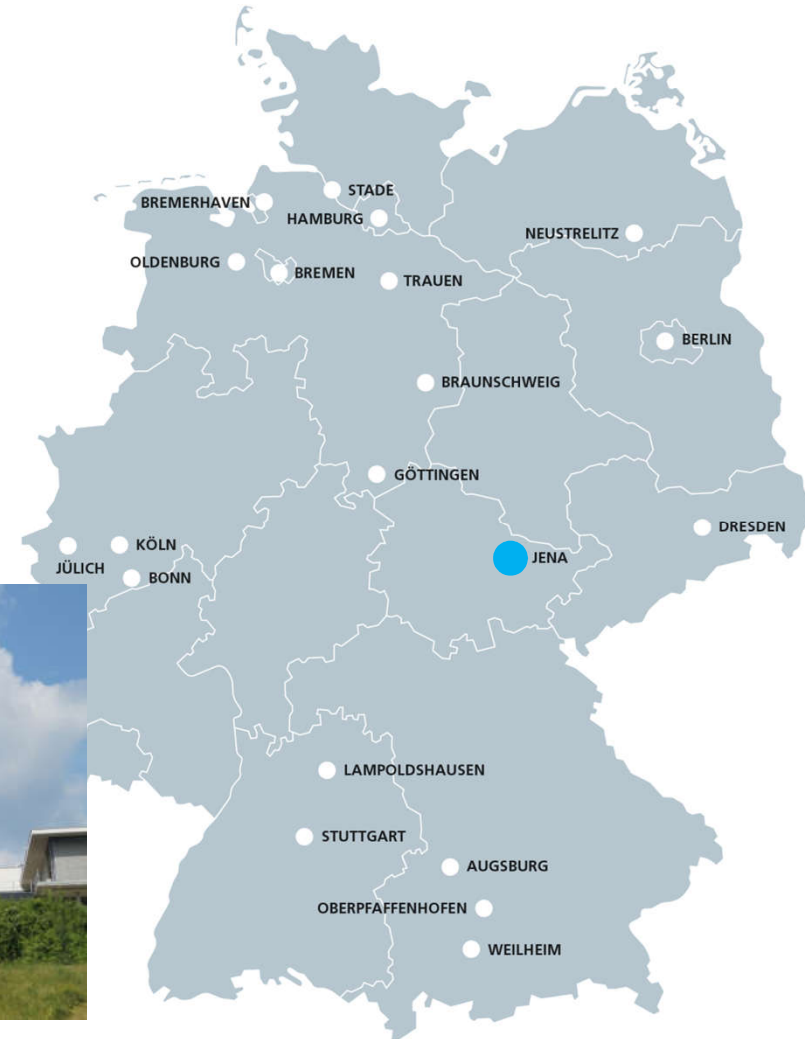 STADE
BREMERHAVEN
HAMBURG
NEUSTRELITZ
OLDENBURG
BREMEN
TRAUEN
BERLIN
BRAUNSCHWEIG
GÖTTINGEN
DRESDEN
KÖLN
JENA
JÜLICH
BONN
LAMPOLDSHAUSEN
STUTTGART
AUGSBURG
OBERPFAFFENHOFEN
WEILHEIM